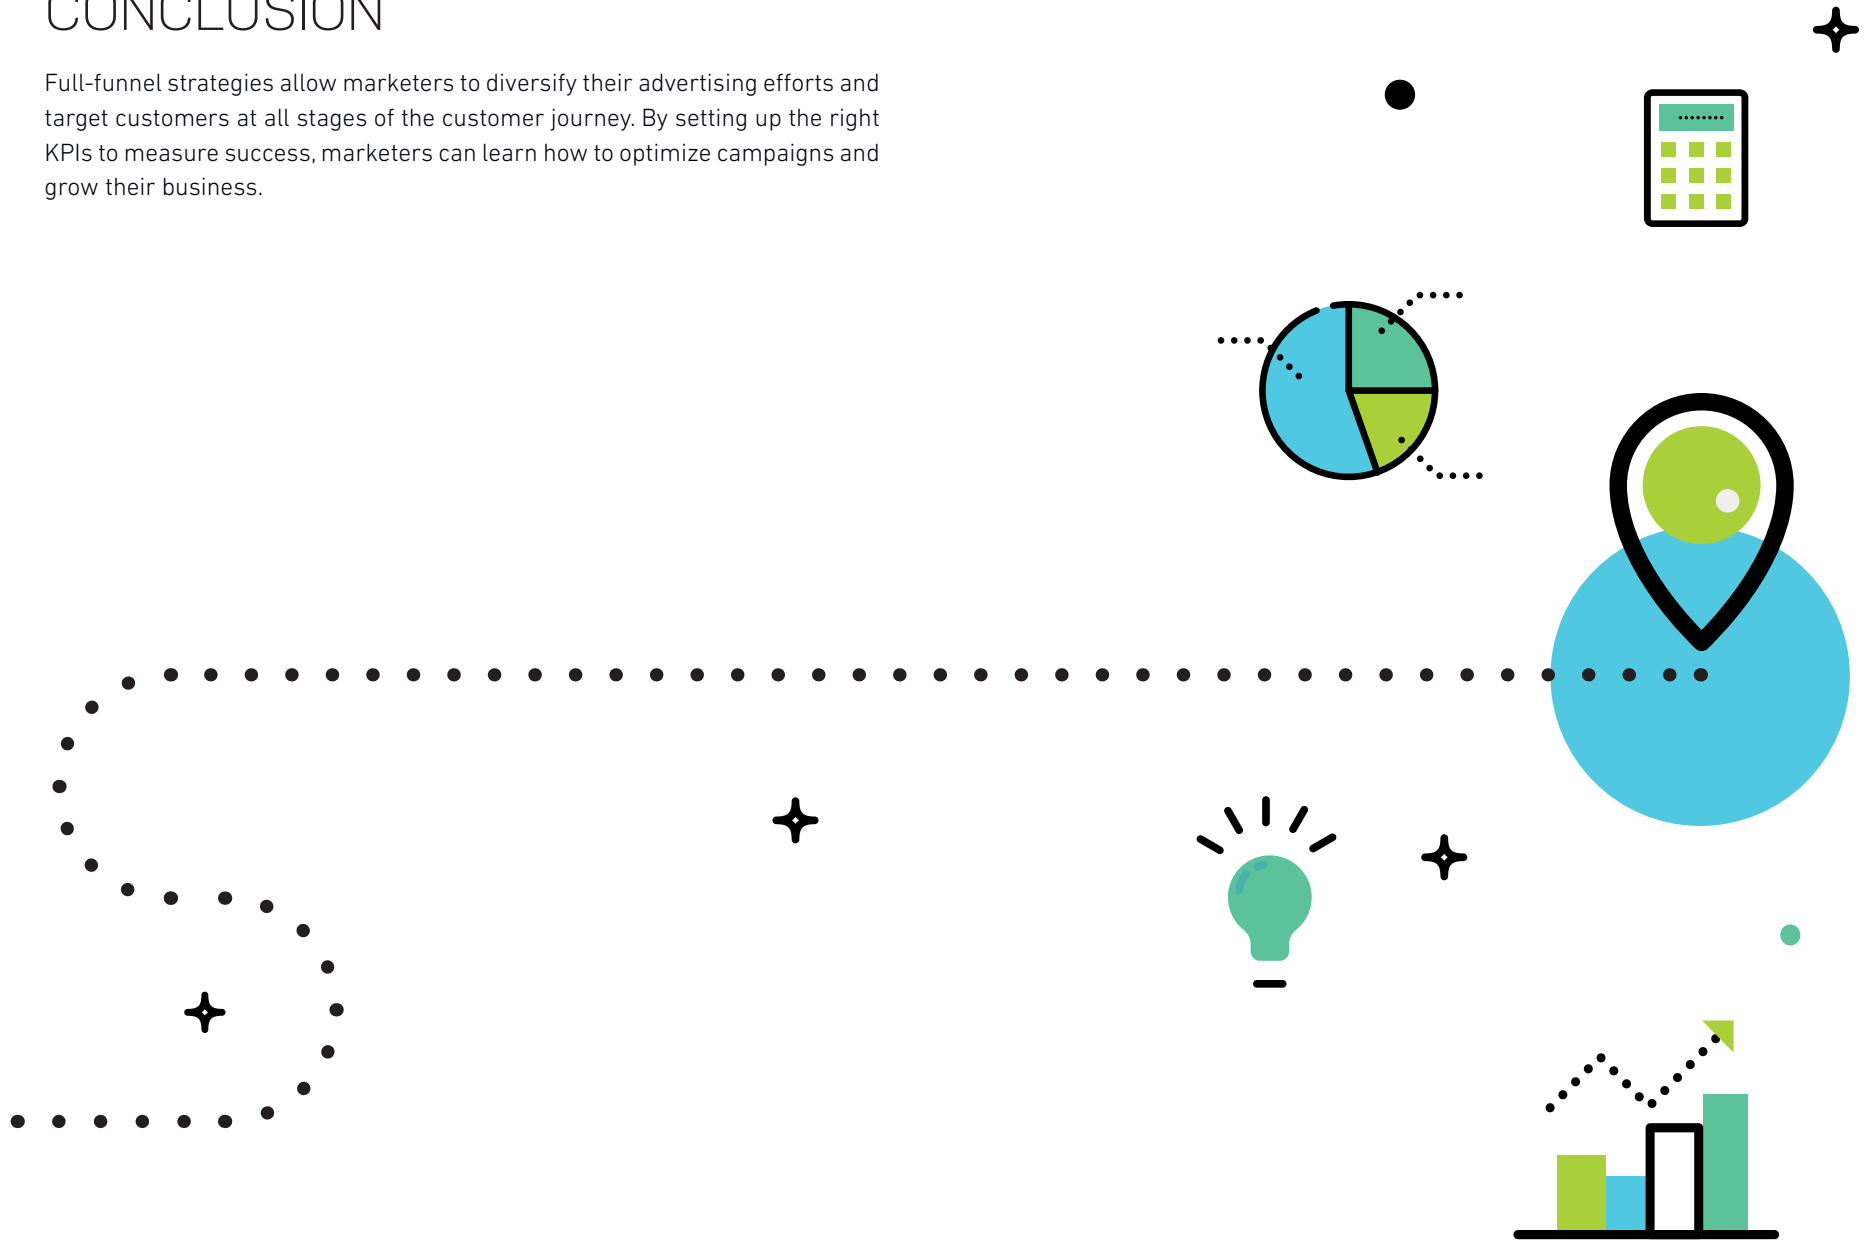 CONCLUSION
Full-funnel strategies allow marketers to diversify their advertising efforts and
target customers at all stages of the customer journey. By setting up the right
KPIs to measure success, marketers can learn how to optimize campaigns and
grow their business.